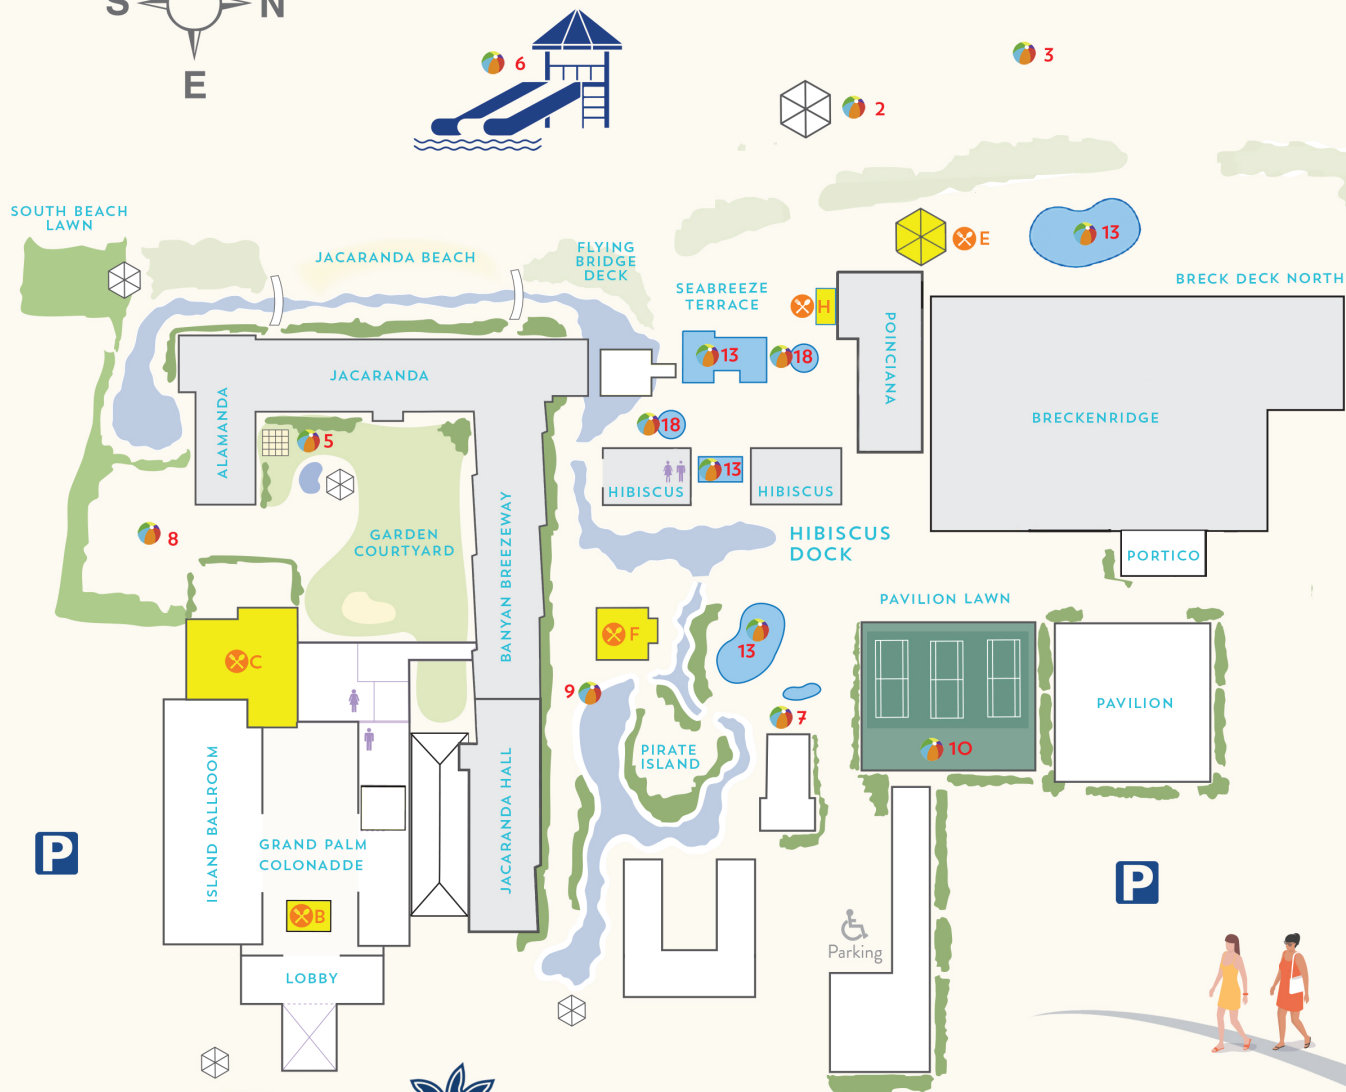 S
N
E
6
3
2
SOUTH BEACH
LAWN
JACARANDA BEACH
FLYING
BRIDGE
DECK
SEABREEZE
TERRACE
E
13
BRECK DECK NORTH
H
POINCIANA
13
18
JACARANDA
ALAMANDA
BRECKENRIDGE
5
18
13
HIBISCUS
HIBISCUS
8
GARDEN
COURTYARD
BANYAN BREEZEWAY
HIBISCUS
DOCK
PORTICO
PAVILION LAWN
F
13
C
9
7
PAVILION
10
PIRATE
ISLAND
ISLAND BALLROOM
GRAND PALM
COLONADDE
JACARANDA HALL
P
P
B
Parking
LOBBY